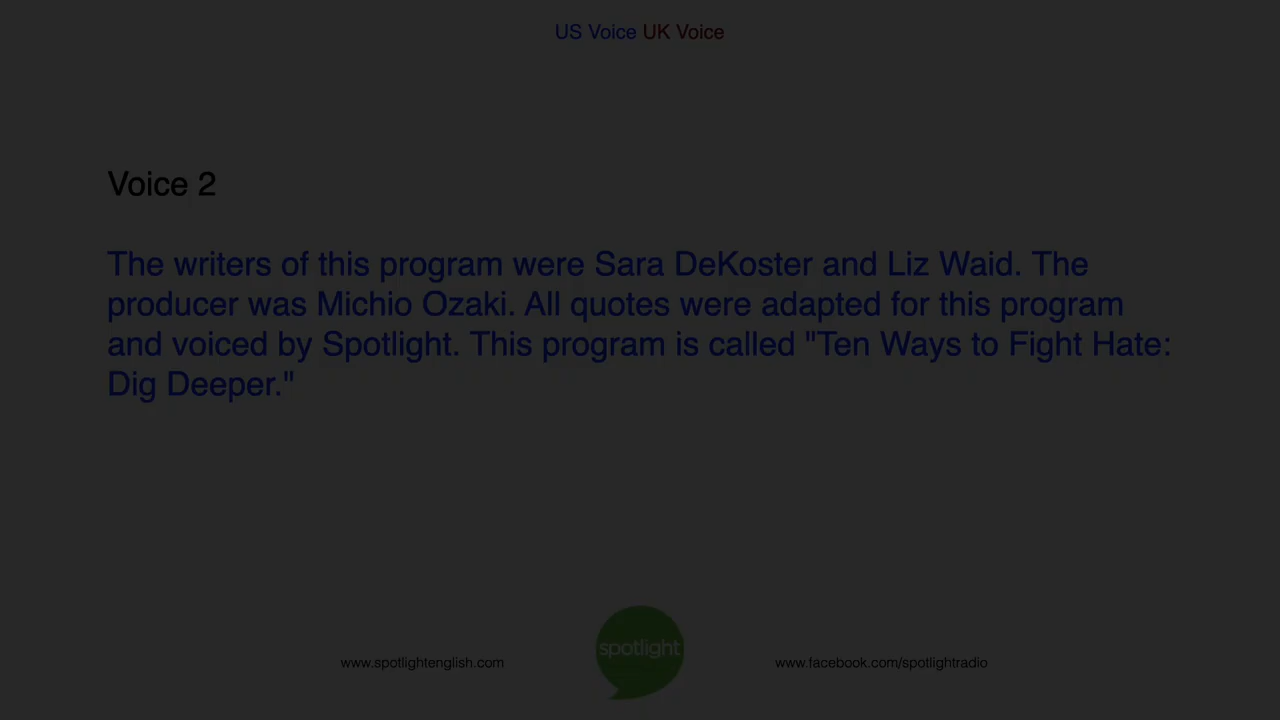 US Voice UK Voice
Voice 2
The writers of this program were Sara DeKoster and Liz Waid. The
producer was Michio Ozaki. All quotes were adapted for this program
and voiced by Spotlight. This program is called "Ten Ways to Fight Hate:
Dig Deeper."
spotlight
www.spotlightenglish.com
www.facebook.com/spotlightradio